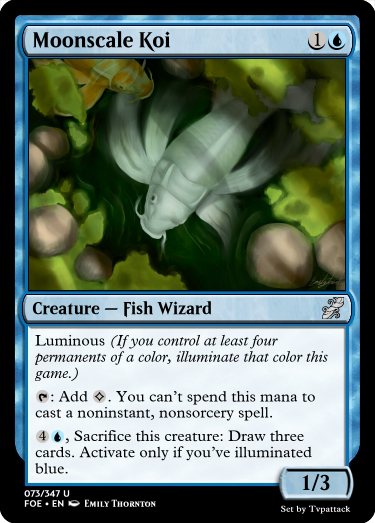 Moonscale Koi 1
Creature — Fish Wizard
Luminous (If you control at least four
permanents of a color, illuminate that color this
game.)
: Add . You can't spend this mana to
cast a noninstant, nonsorcery spell.
4 , Sacrifice this creature: Draw three
cards. Activate only if you've illuminated
blue.
1/3
073/347 U
FOE • EN Emily Thornton
Set by Tvpattack